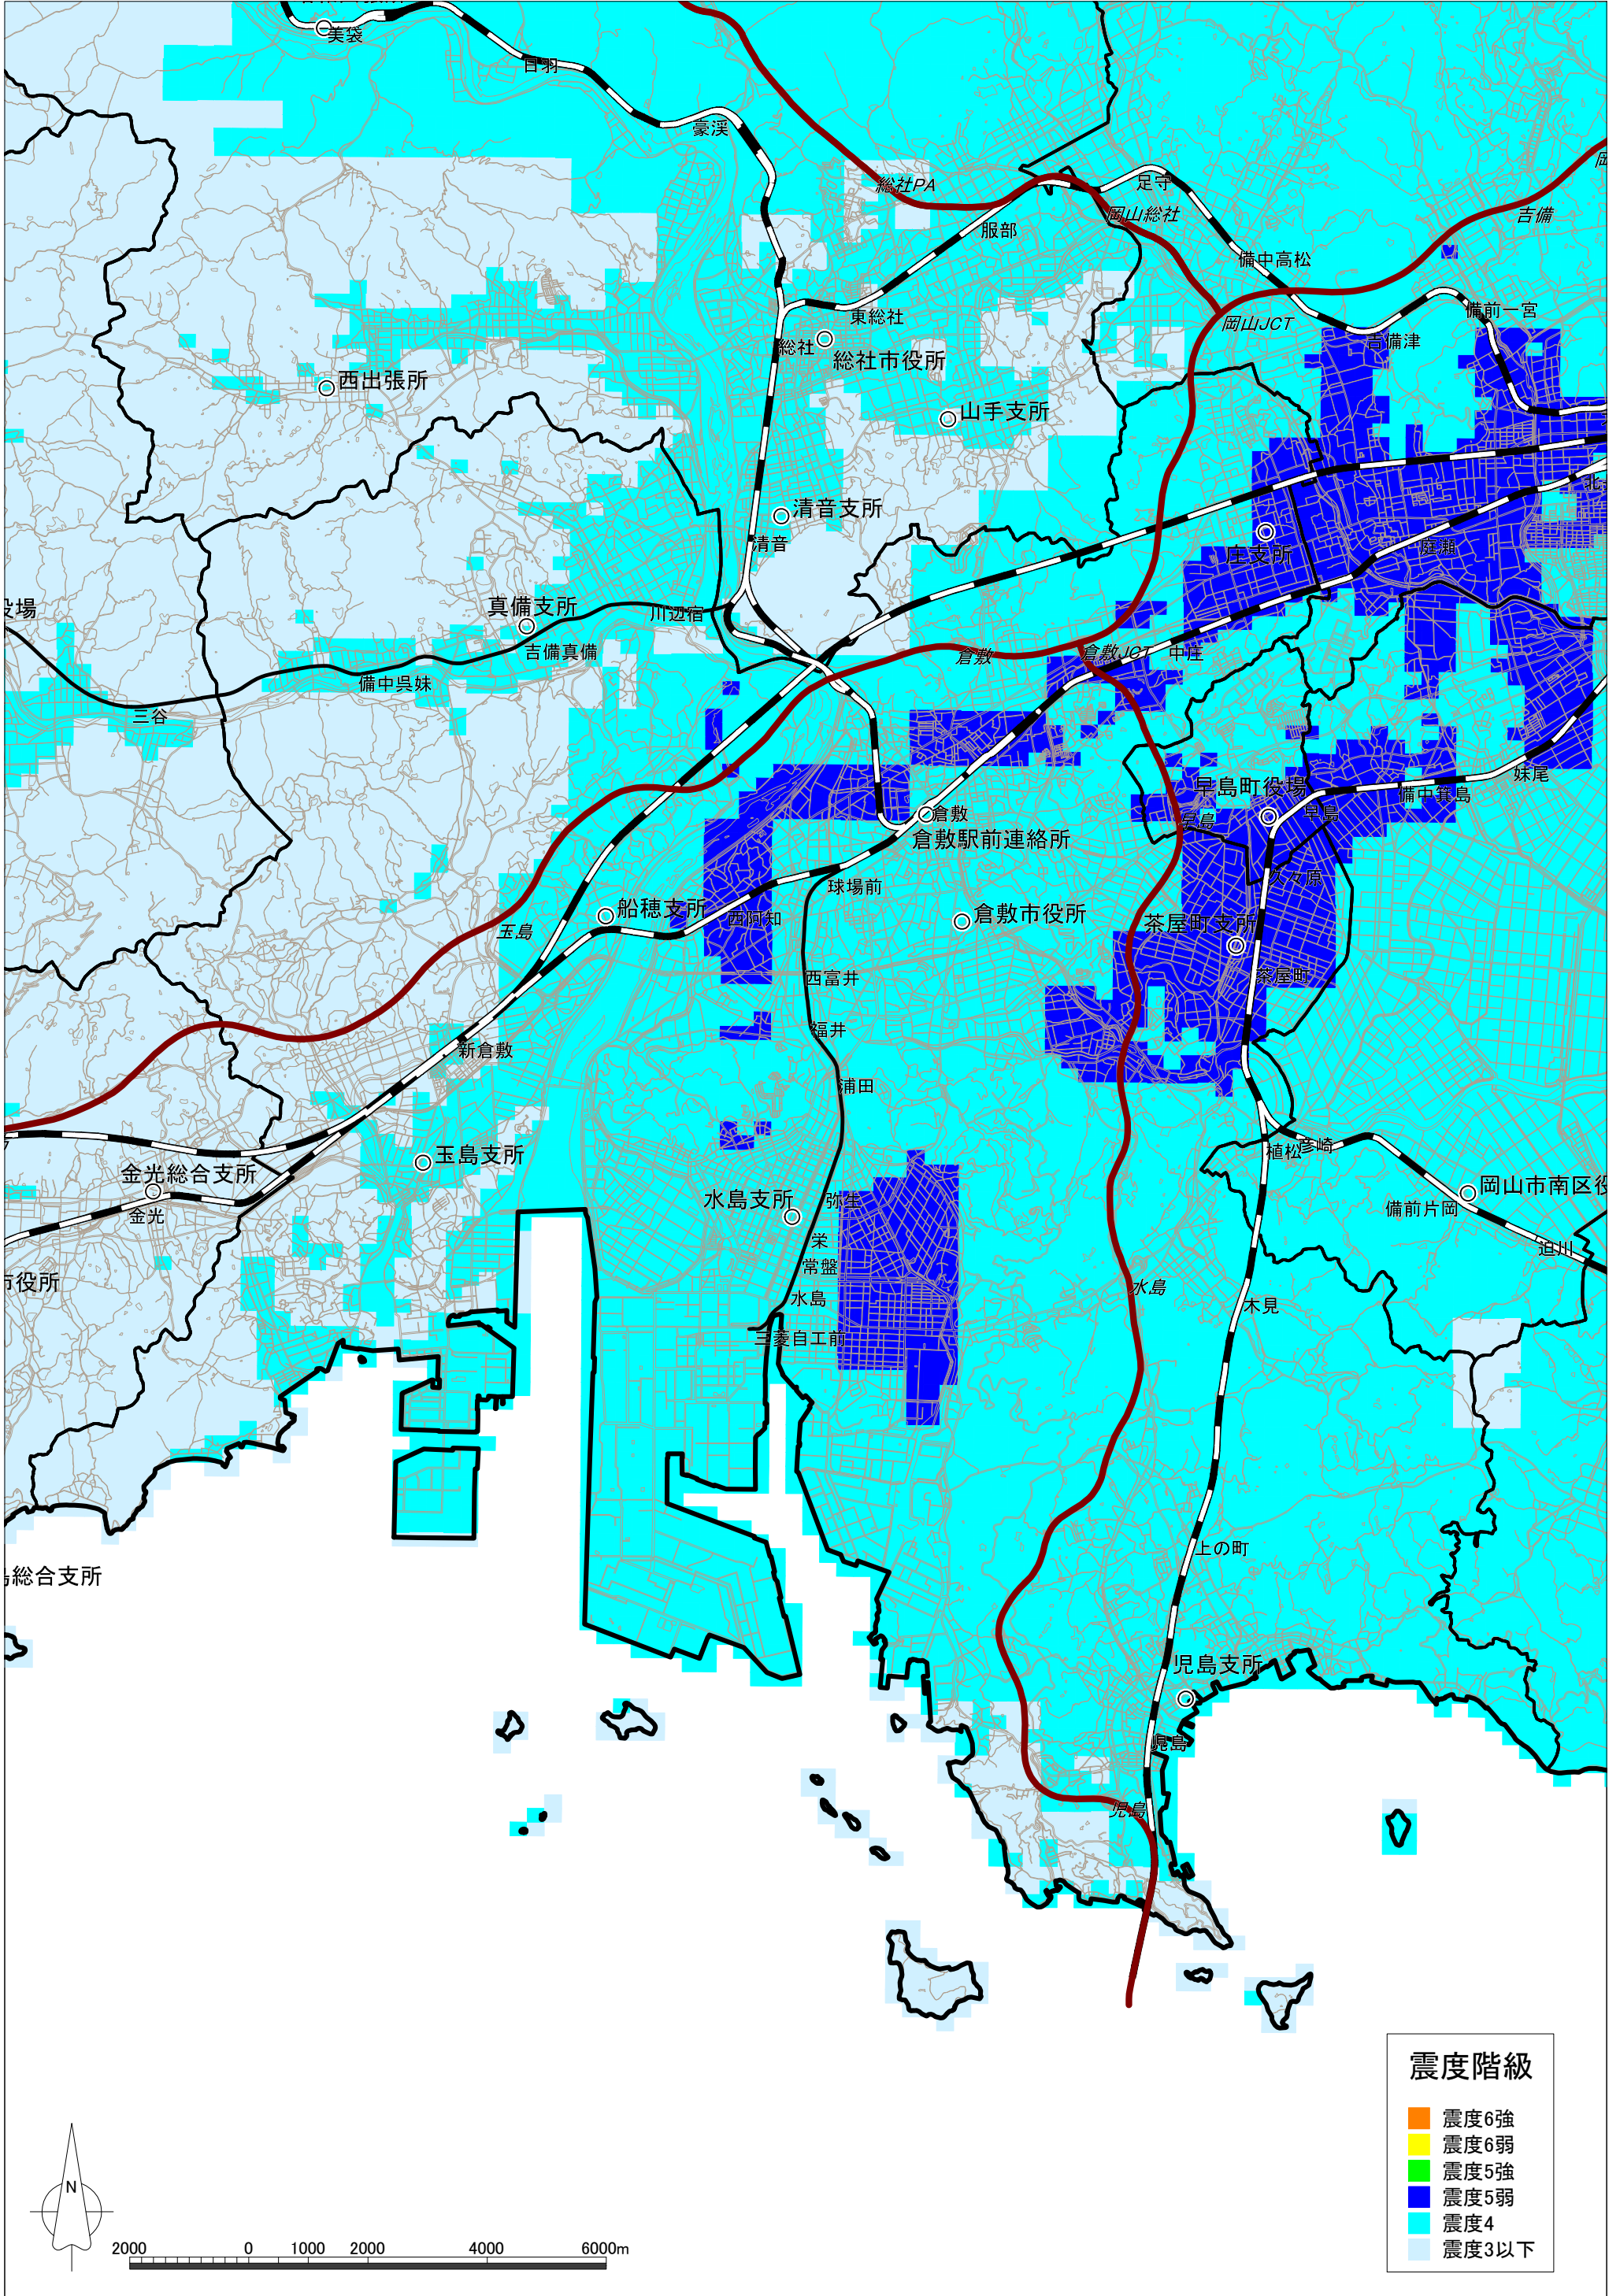 美袋
日羽
豪渓
総社PA
足守
岡山総社
服部
吉備
備中高松
東総社
岡山JCT
備前一宮
吉備津
総社
総社市役所
西出張所
山手支所
清音支所
清音
庄支所
庭瀬
北
役場
真備支所
川辺宿
吉備真備
倉敷
倉敷JCT
中庄
備中呉妹
三谷
妹尾
早島町役場
備中箕島
早島
早島
倉敷
倉敷駅前連絡所
久々原
球場前
船穂支所
西阿知
倉敷市役所
茶屋町支所
玉島
西富井
茶屋町
福井
新倉敷
浦田
植松
彦崎
玉島支所
金光総合支所
金光
水島支所
弥生
岡山市南区役
備前片岡
栄
迫川
常盤
市役所
水島
水島
木見
三菱自工前
上の町
島総合支所
児島支所
児島
児島
震度階級
震度6強
震度6弱
震度5強
震度5弱
震度4
震度3以下
N
2000 0 1000 2000 4000 6000m